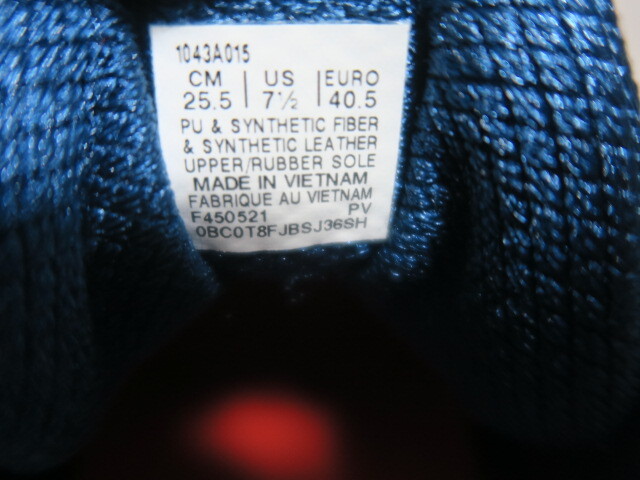 1043A015
CM | US | EURO
25.5 | 7½ | 40.5
PU & SYNTHETIC FIBER
& SYNTHETIC LEATHER
UPPER/RUBBER SOLE
MADE IN VIETNAM
FABRIQUE AU VIETNAM
F450521 PV
0BC0T8FJBSJ36SH